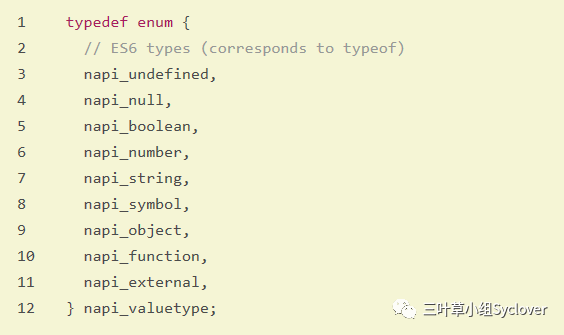 1 typedef enum {
2 // ES6 types (corresponds to typeof)
3 napi_undefined,
4 napi_null,
5 napi_boolean,
6 napi_number,
7 napi_string,
8 napi_symbol,
9 napi_object,
10 napi_function,
11 napi_external,
12 } napi_valuetype;
三叶草小组Syclover